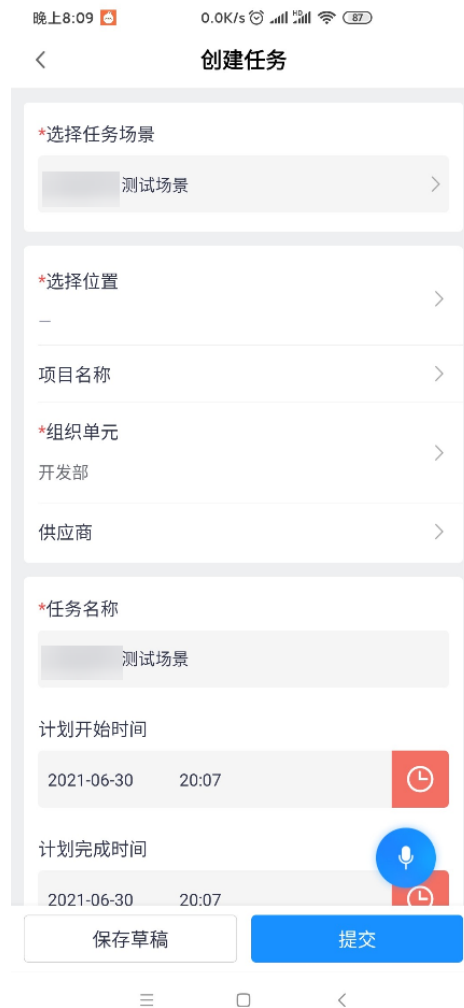 晚上8:09 0.0K/s HD 87
创建任务
*选择任务场景
测试场景
*选择位置
—
项目名称
*组织单元
开发部
供应商
*任务名称
测试场景
计划开始时间
2021-06-30 20:07
计划完成时间
2021-06-30 20:07
保存草稿 提交